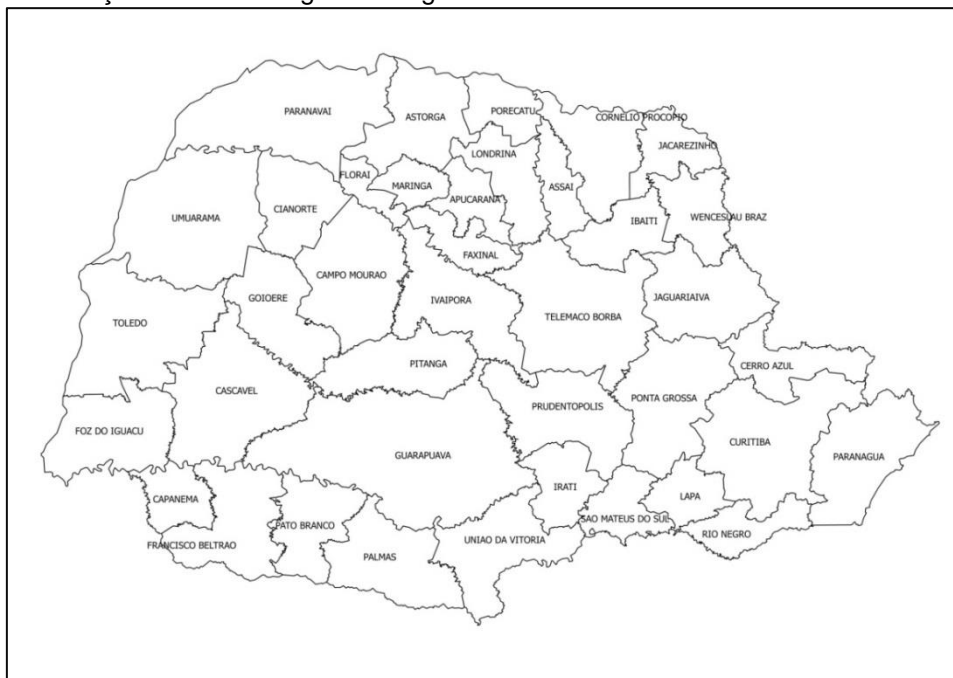 PARANAVAI
ASTORGA
PORECATU
CORNELIO PROCOPIO
JACAREZINHO
LONDRINA
FLORAI
MARINGA
APUCARANA
ASSAI
UMUARAMA
CIANORTE
IBAITI
WENCESLAU BRAZ
FAXINAL
CAMPO MOURAO
GOIOERE
IVAIPORA
JAGUARIAIVA
TOLEDO
TELEMACO BORBA
PITANGA
CERRO AZUL
CASCAVEL
PRUDENTOPOLIS
PONTA GROSSA
FOZ DO IGUACU
GUARAPUAVA
CURITIBA
PARANAGUA
IRATI
CAPANEMA
LAPA
PATO BRANCO
SAO MATEUS DO SUL
RIO NEGRO
FRANCISCO BELTRAO
UNIAO DA VITORIA
PALMAS